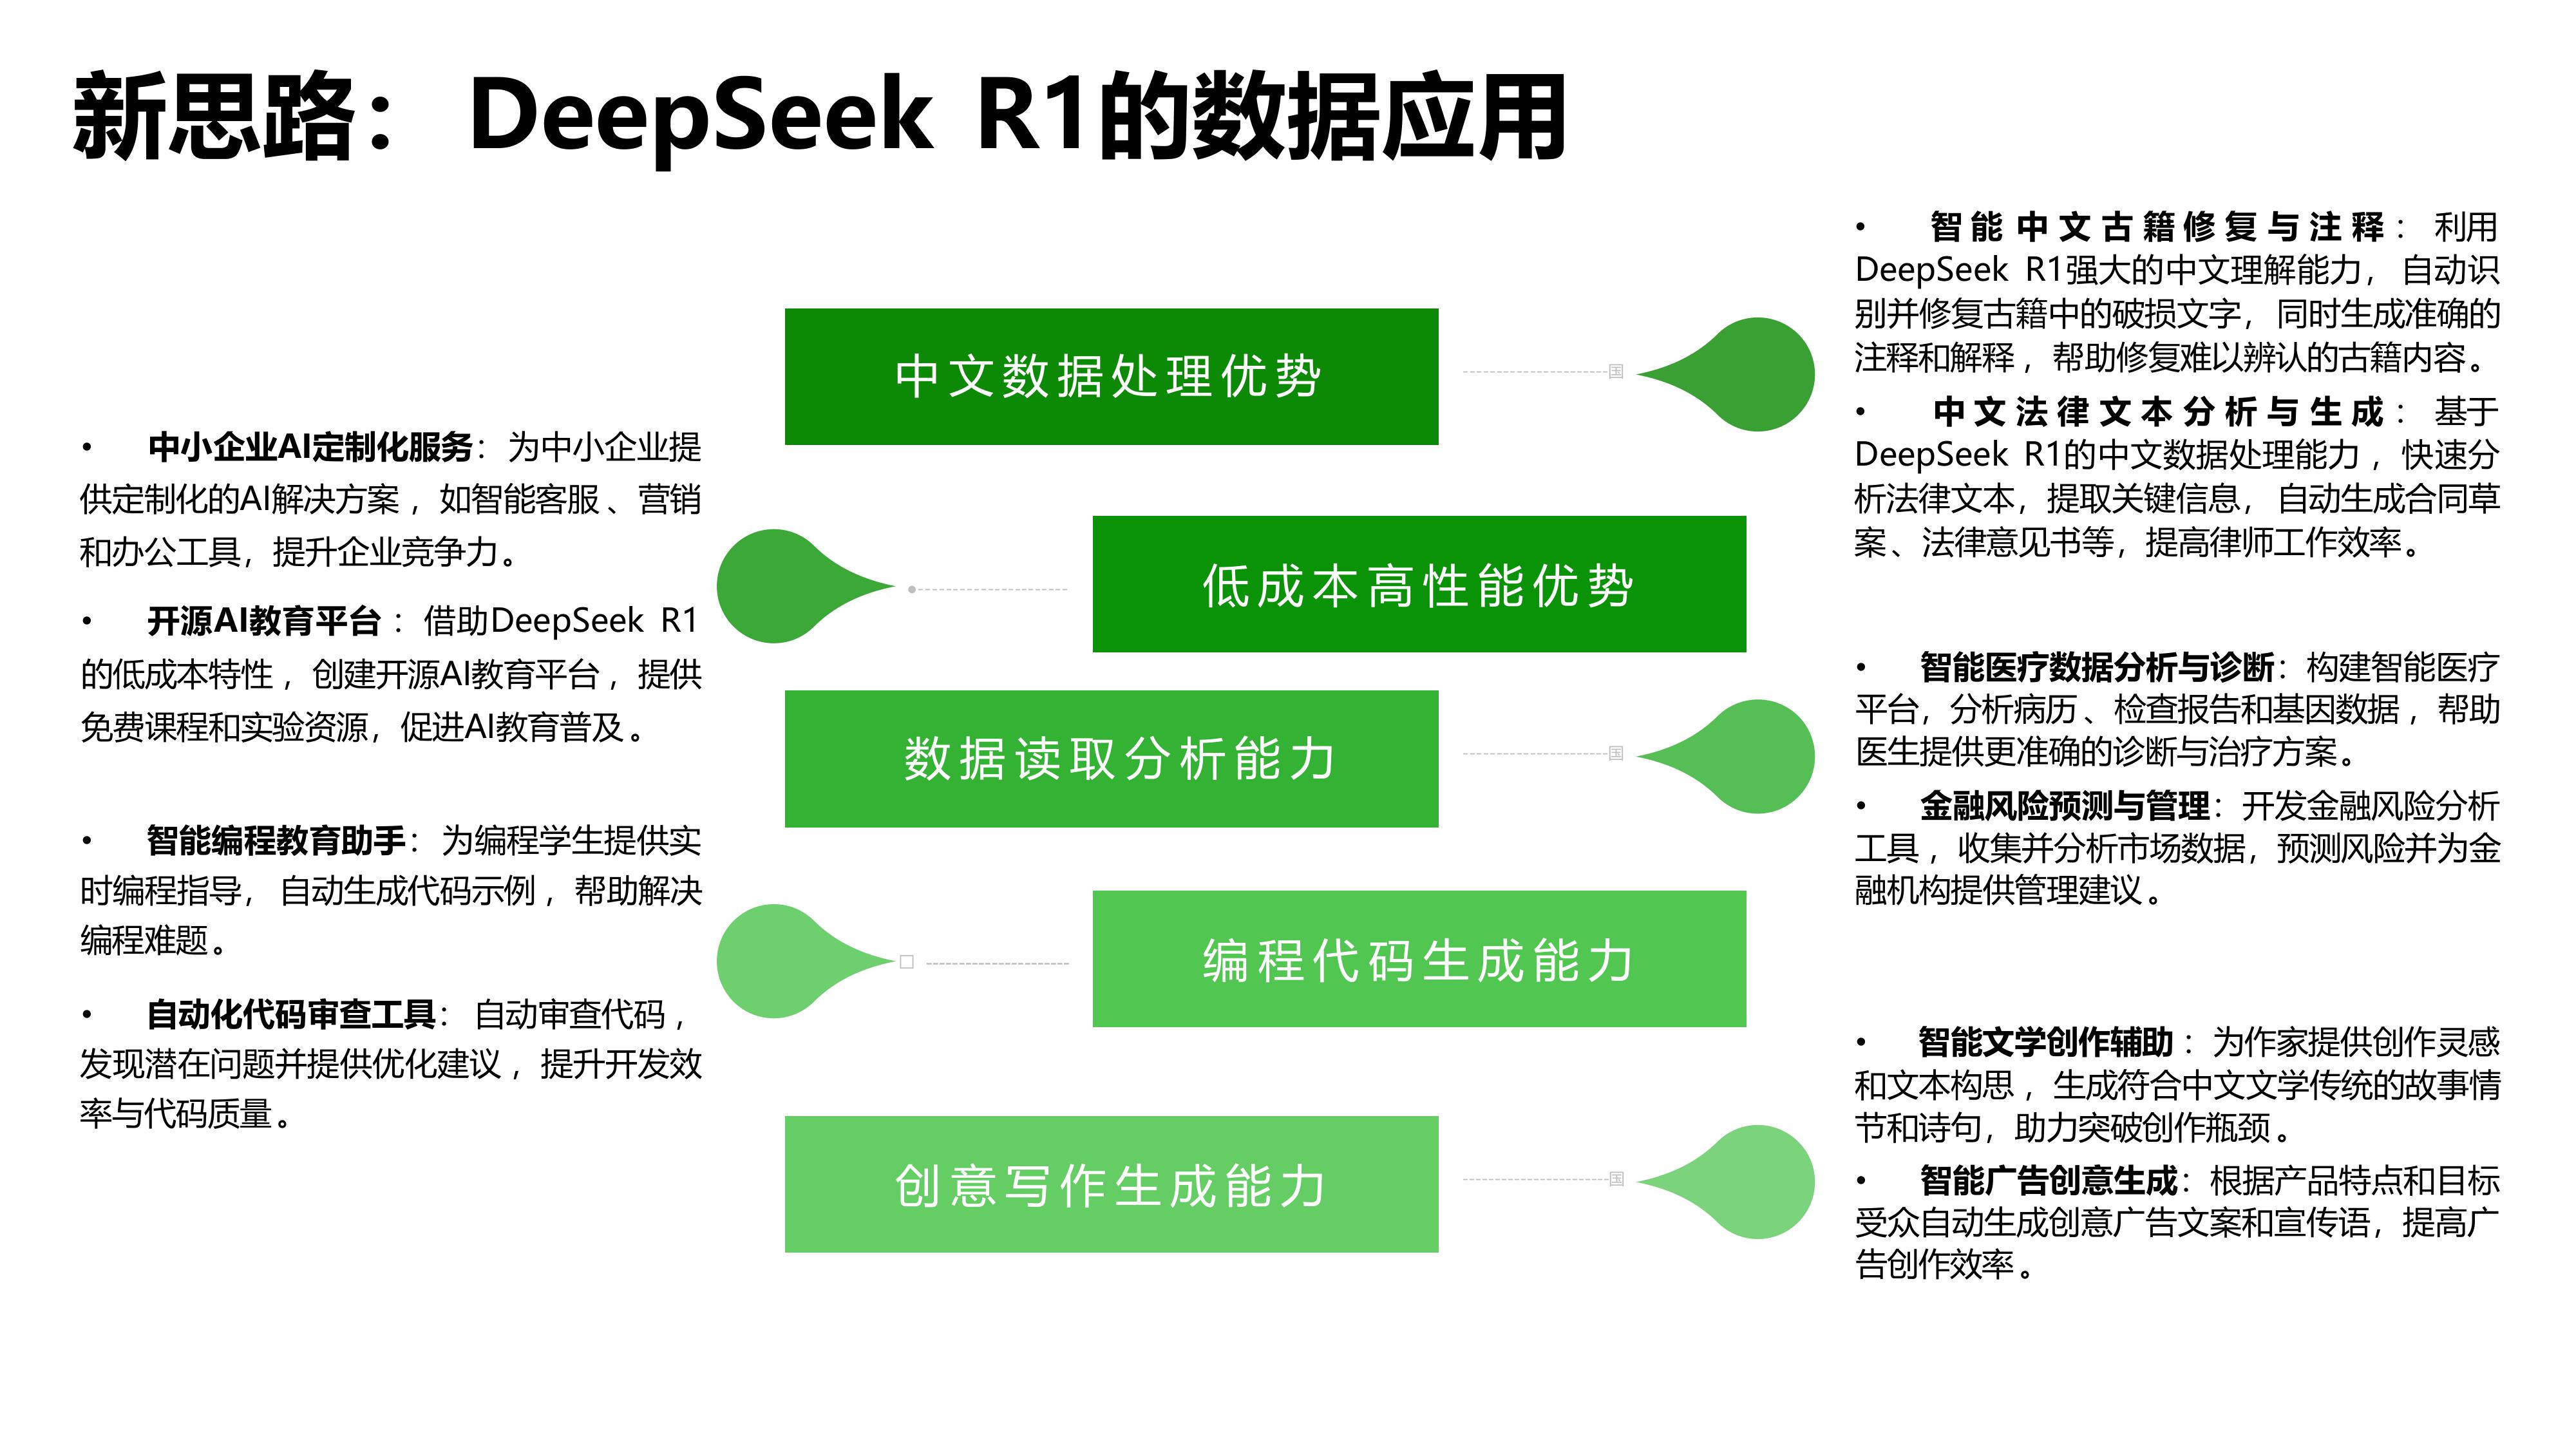 新思路： DeepSeek R1的数据应用
中文数据处理优势
国
• 智能中文古籍修复与注释： 利用
DeepSeek R1强大的中文理解能力， 自动识
别并修复古籍中的破损文字，同时生成准确的
注释和解释，帮助修复难以辨认的古籍内容。
• 中文法律文本分析与生成： 基于
DeepSeek R1的中文数据处理能力，快速分
析法律文本，提取关键信息， 自动生成合同草
案、法律意见书等，提高律师工作效率。
• 中小企业AI定制化服务：为中小企业提
供定制化的AI解决方案，如智能客服、营销
和办公工具，提升企业竞争力。
• 开源AI教育平台：借助DeepSeek R1
的低成本特性，创建开源AI教育平台，提供
免费课程和实验资源，促进AI教育普及。
低成本高性能优势
数据读取分析能力
国
• 智能医疗数据分析与诊断：构建智能医疗
平台，分析病历、检查报告和基因数据，帮助
医生提供更准确的诊断与治疗方案。
• 金融风险预测与管理：开发金融风险分析
工具，收集并分析市场数据，预测风险并为金
融机构提供管理建议。
• 智能编程教育助手：为编程学生提供实
时编程指导， 自动生成代码示例，帮助解决
编程难题。
• 自动化代码审查工具： 自动审查代码，
发现潜在问题并提供优化建议，提升开发效
率与代码质量。
编程代码生成能力
创意写作生成能力
国
• 智能文学创作辅助：为作家提供创作灵感
和文本构思，生成符合中文文学传统的故事情
节和诗句，助力突破创作瓶颈。
• 智能广告创意生成：根据产品特点和目标
受众自动生成创意广告文案和宣传语，提高广
告创作效率。